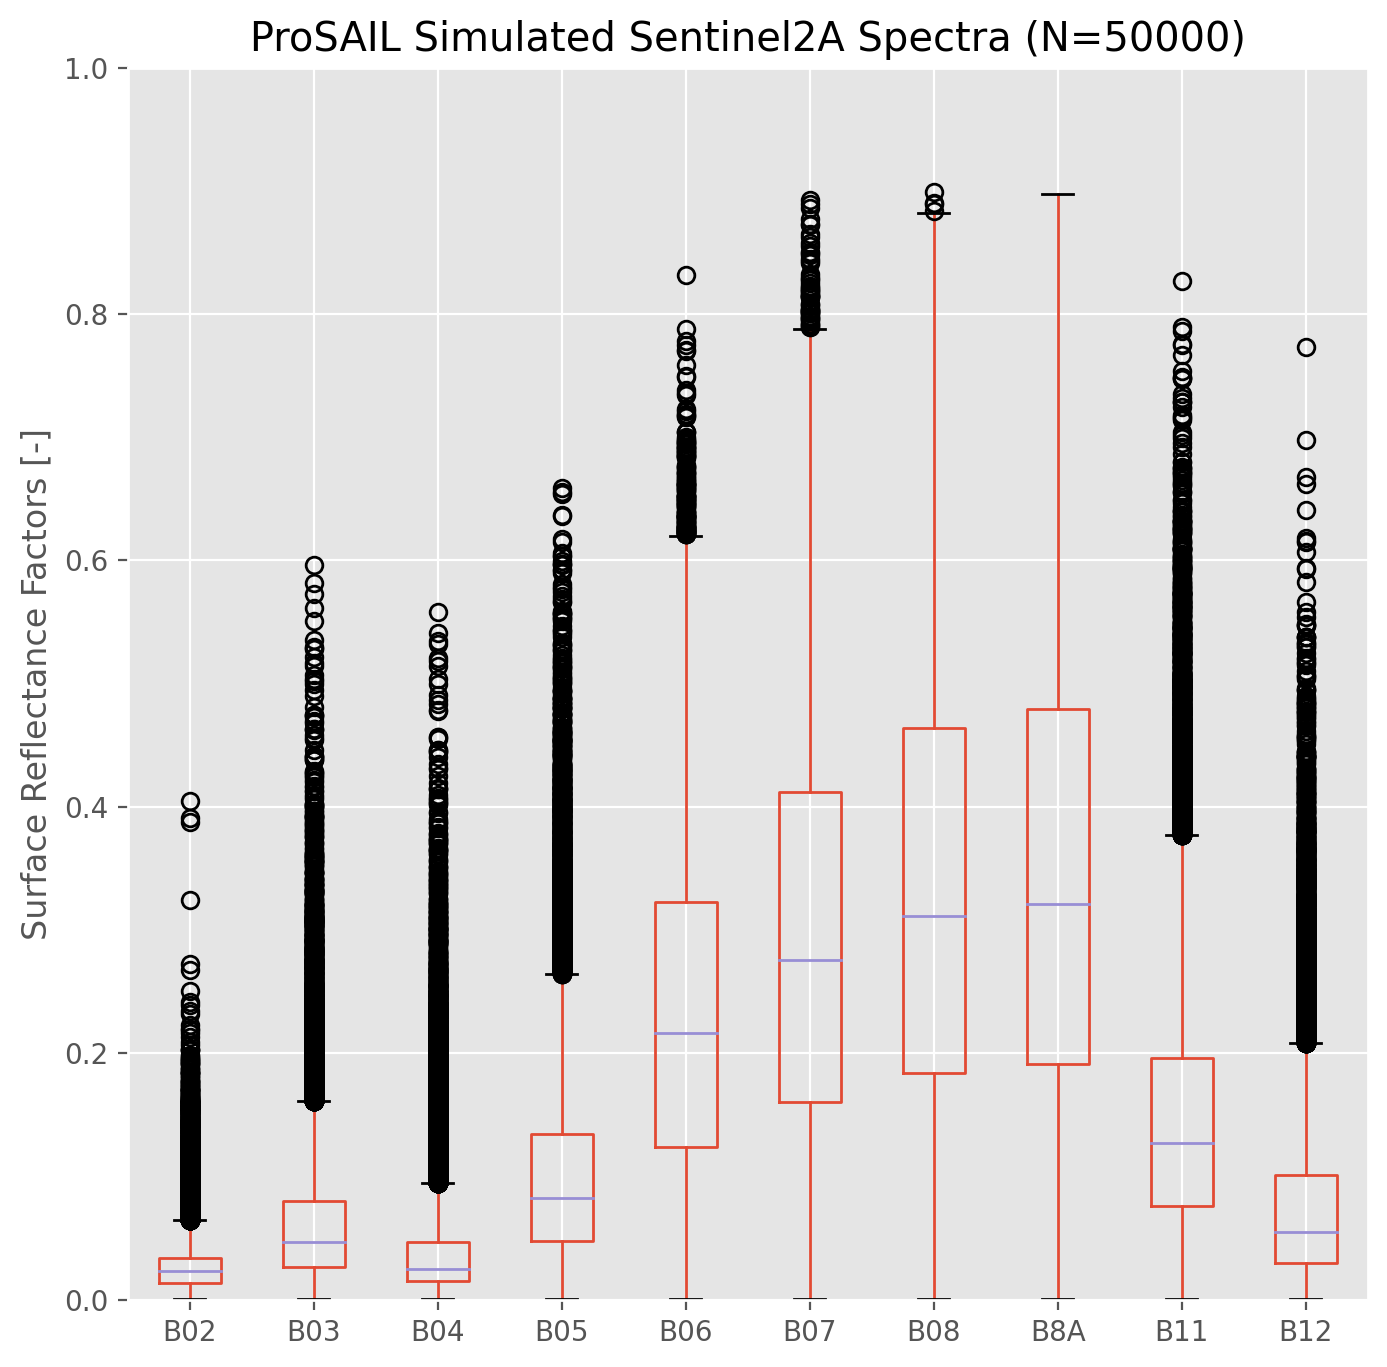 ProSAIL Simulated Sentinel2A Spectra (N=50000)
Surface Reflectance Factors [-]
1.0
0.8
0.6
0.4
0.2
0.0
B02 B03 B04 B05 B06 B07 B08 B8A B11 B12